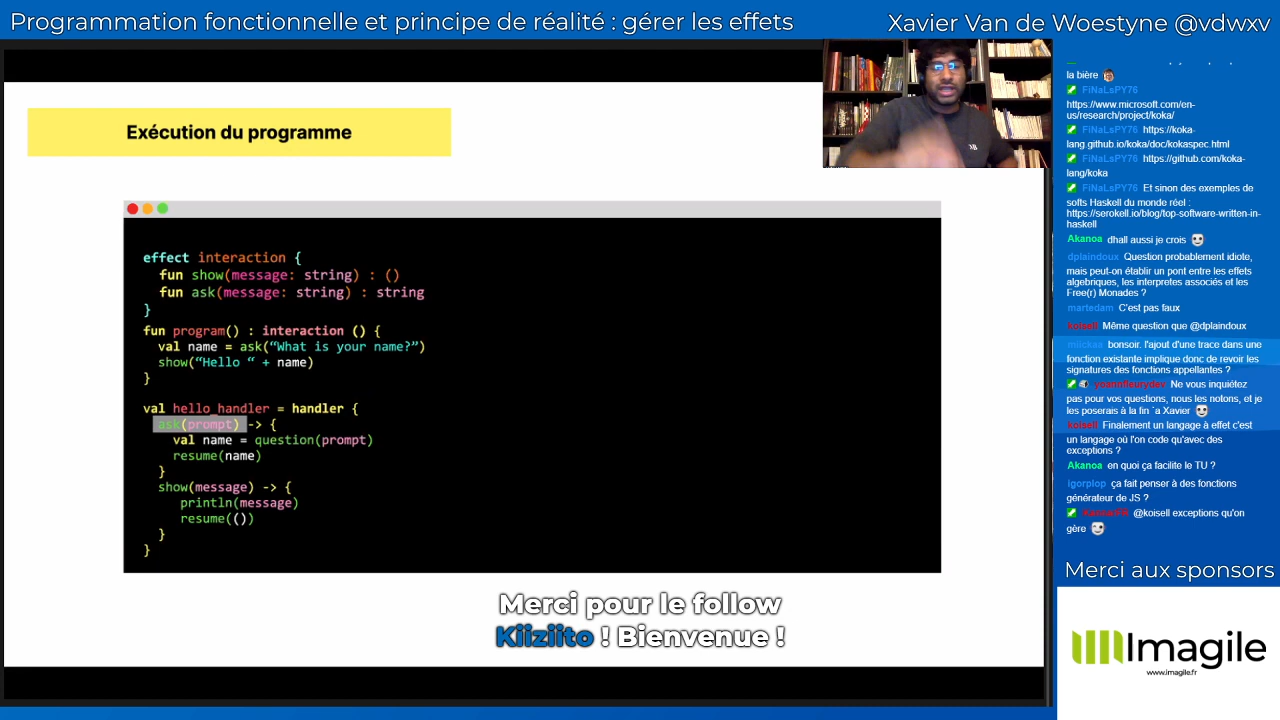 Programmation fonctionnelle et principe de réalité : gérer les effets
Xavier Van de Woestyne @vdwxv
Exécution du programme
effect interaction {
fun show(message: string) : ()
fun ask(message: string) : string
}
fun program() : interaction () {
val name = ask(“What is your name?”)
show(“Hello “ + name)
}
val hello_handler = handler {
ask(prompt) -> {
val name = question(prompt)
resume(name)
}
show(message) -> {
println(message)
resume(())
}
}
Merci pour le follow
Kiiziito ! Bienvenue !
la bière
FiNaLsPY76
https://www.microsoft.com/en-
us/research/project/koka/
FiNaLsPY76 https://koka-
lang.github.io/koka/doc/kokaspec.html
FiNaLsPY76 https://github.com/koka-
lang/koka
FiNaLsPY76 Et sinon des exemples de
softs Haskell du monde réel :
https://serokell.io/blog/top-software-written-in-
haskell
Akanoa dhall aussi je crois
dplaindoux Question probablement idiote,
mais peut-on établir un pont entre les effets
algebriques, les interpretes associés et les
Free(r) Monades ?
martedam C'est pas faux
koisell Même question que @dplaindoux
bonsoir. l'ajout d'une trace dans une
fonction existante implique donc de revoir les
signatures des fonctions appellantes ?
yoannfleurydev Ne vous inquiétez
pas pour vos questions, nous les notons, et je
les poserais à la fin `a Xavier
koisell Finalement un langage à effet c'est
un langage où l'on code qu'avec des
exceptions ?
Akanoa en quoi ça facilite le TU ?
igorplop ça fait penser à des fonctions
générateur de JS ?
@koisell exceptions qu'on
gère
Merci aux sponsors
Imagile
www.imagile.fr